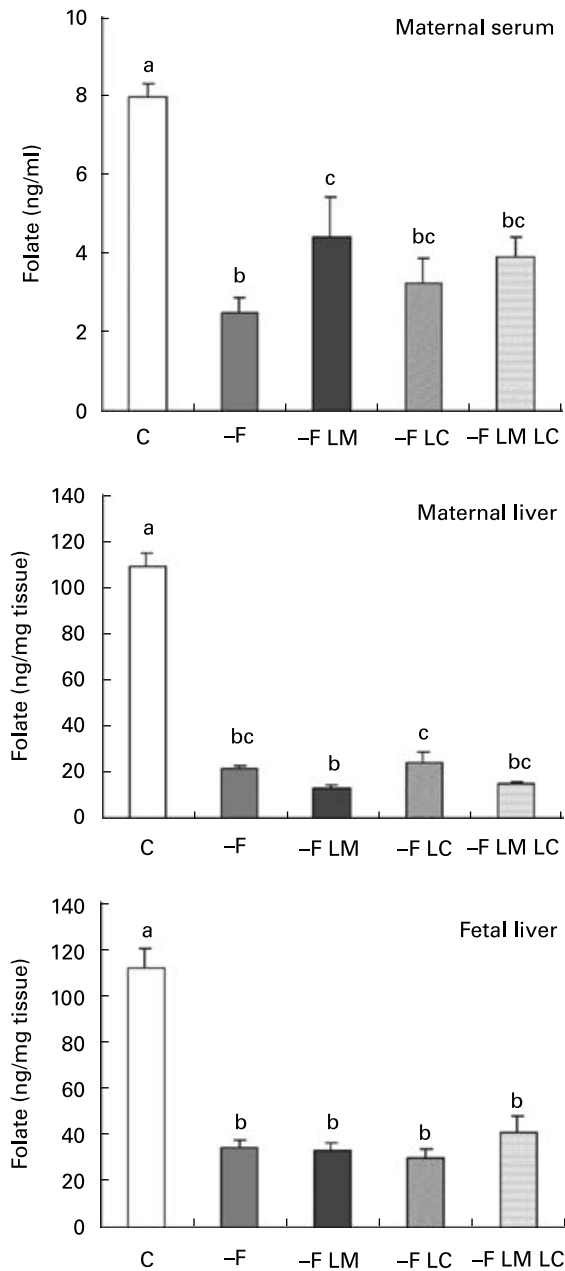 Maternal serum
Folate (ng/ml)
10
8
6
4
2
0
a
b
c
bc
bc
C –F –F LM –F LC –F LM LC
Maternal liver
Folate (ng/mg tissue)
140
120
100
80
60
40
20
0
a
bc
b
c
bc
C –F –F LM –F LC –F LM LC
Fetal liver
Folate (ng/mg tissue)
140
120
100
80
60
40
20
0
a
b
b
b
b
C –F –F LM –F LC –F LM LC